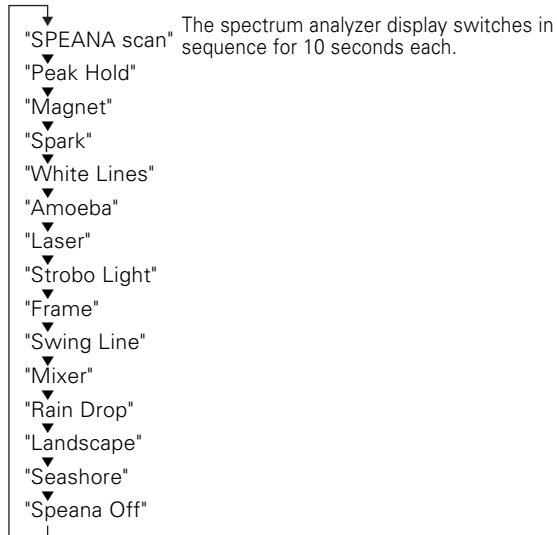 "SPEANA scan" The spectrum analyzer display switches in
sequence for 10 seconds each.
"Peak Hold"
"Magnet"
"Spark"
"White Lines"
"Amoeba"
"Laser"
"Strobo Light"
"Frame"
"Swing Line"
"Mixer"
"Rain Drop"
"Landscape"
"Seashore"
"Speana Off"